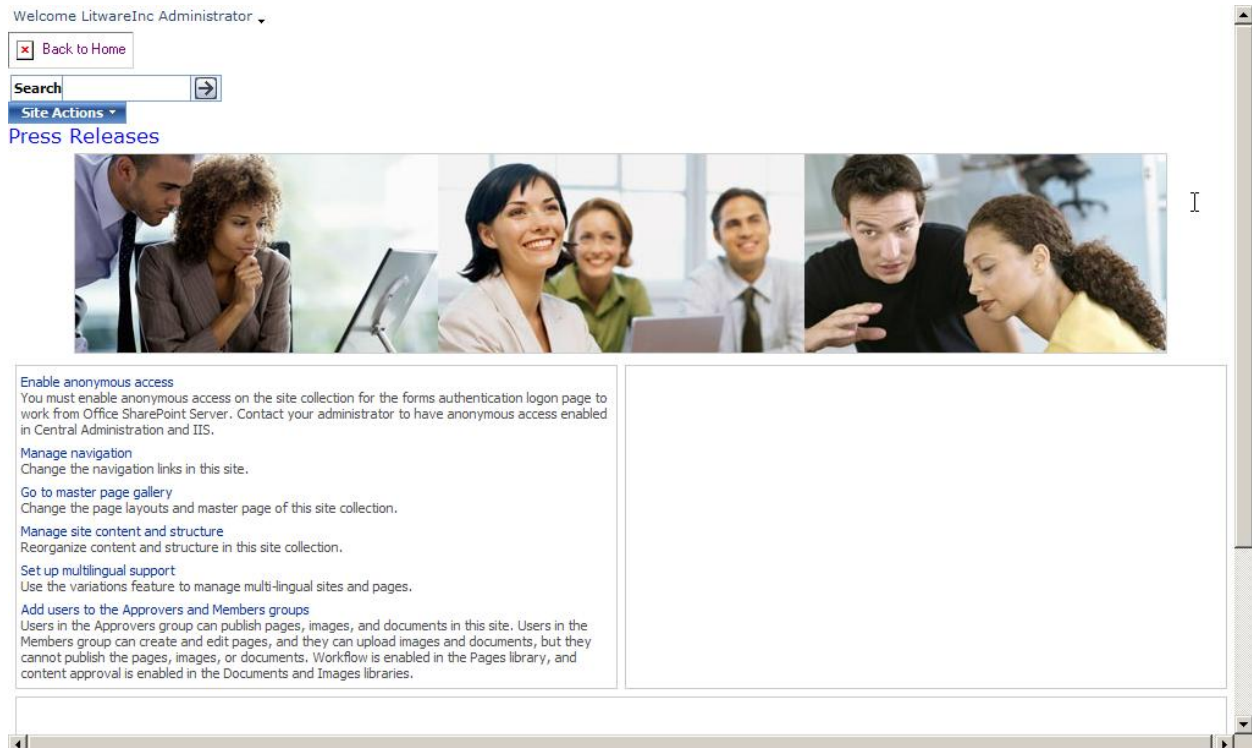 Welcome LitwareInc Administrator
Back to Home
Search
Site Actions
Press Releases
Enable anonymous access
You must enable anonymous access on the site collection for the forms authentication logon page to
work from Office SharePoint Server. Contact your administrator to have anonymous access enabled
in Central Administration and IIS.
Manage navigation
Change the navigation links in this site.
Go to master page gallery
Change the page layouts and master page of this site collection.
Manage site content and structure
Reorganize content and structure in this site collection.
Set up multilingual support
Use the variations feature to manage multi-lingual sites and pages.
Add users to the Approvers and Members groups
Users in the Approvers group can publish pages, images, and documents in this site. Users in the
Members group can create and edit pages, and they can upload images and documents, but they
cannot publish the pages, images, or documents. Workflow is enabled in the Pages library, and
content approval is enabled in the Documents and Images libraries.